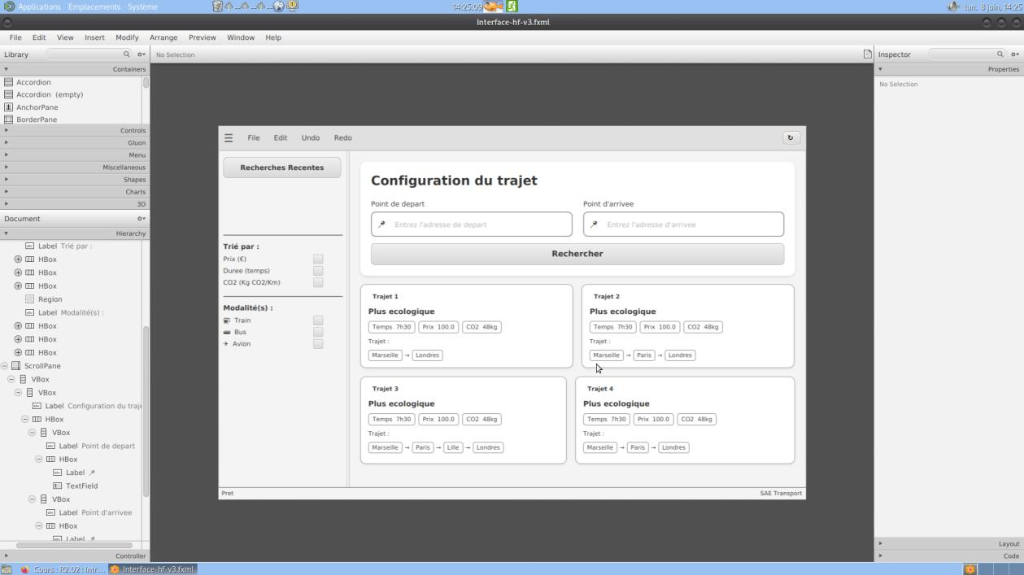 Applications Emplacements Système
14:25:09
lun. 3 juin, 14:25
Interface-hf-v3.fxml
File Edit View Insert Modify Arrange Preview Window Help
Library
No Selection
Inspector
Containers
Properties
Accordion
No Selection
Accordion (empty)
AnchorPane
BorderPane
Controls
Gluon
Menu
Miscellaneous
Shapes
Charts
3D
Document
Hierarchy
Label Trié par :
HBox
HBox
HBox
Region
Label Modalité(s) :
HBox
HBox
HBox
ScrollPane
VBox
VBox
Label Configuration du traj
HBox
VBox
Label Point de depart
HBox
Label
TextField
VBox
Label Point d'arrivee
HBox
Label
Controller
File Edit Undo Redo
Recherches Recentes
Trié par :
Prix (€)
Duree (temps)
CO2 (Kg CO2/Km)
Modalité(s) :
Train
Bus
Avion
Configuration du trajet
Point de depart Point d'arrivee
Entrez l'adresse de depart Entrez l'adresse d'arrivee
Rechercher
Trajet 1
Plus ecologique
Temps 7h30 Prix 100.0 CO2 48kg
Trajet :
Marseille → Londres
Trajet 2
Plus ecologique
Temps 7h30 Prix 100.0 CO2 48kg
Trajet :
Marseille → Paris → Londres
Trajet 3
Plus ecologique
Temps 7h30 Prix 100.0 CO2 48kg
Trajet :
Marseille → Paris → Lille → Londres
Trajet 4
Plus ecologique
Temps 7h30 Prix 100.0 CO2 48kg
Trajet :
Marseille → Paris → Londres
Pret
SAE Transport
Layout
Code
Interface-hf-v3.fxml